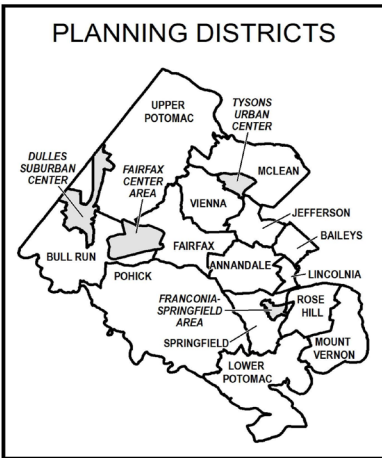 PLANNING DISTRICTS
UPPER
POTOMAC
TYSONS
URBAN
CENTER
DULLES
SUBURBAN
CENTER
FAIRFAX
CENTER
AREA
MCLEAN
VIENNA
JEFFERSON
BAILEYS
BULL RUN
FAIRFAX
POHICK
ANNANDALE
LINCOLNIA
FRANCONIA-
SPRINGFIELD
AREA
ROSE
HILL
SPRINGFIELD
MOUNT
VERNON
LOWER
POTOMAC